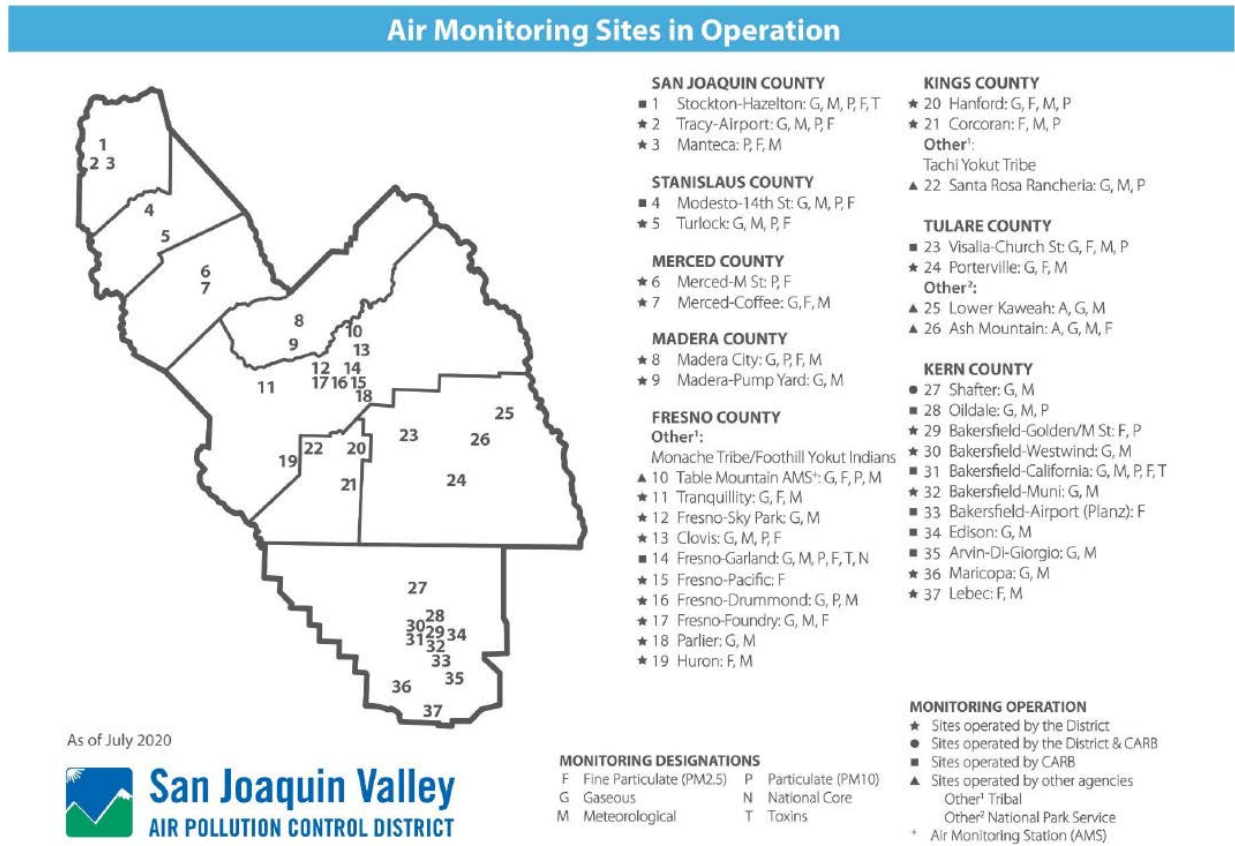 Air Monitoring Sites in Operation
1
2 3
4
5
6
7
8
9
10
13
12 14
11 17 16 15
18
25
23
26
22 20
19
21
24
27
28
30 29 34
31 32
33
35
36
37
SAN JOAQUIN COUNTY
■ 1 Stockton-Hazelton: G, M, P, F, T
★ 2 Tracy-Airport: G, M, P, F
★ 3 Manteca: P, F, M
STANISLAUS COUNTY
■ 4 Modesto-14th St: G, M, P, F
★ 5 Turlock: G, M, P, F
MERCED COUNTY
★ 6 Merced-M St: P, F
★ 7 Merced-Coffee: G, F, M
MADERA COUNTY
★ 8 Madera City: G, P, F, M
★ 9 Madera-Pump Yard: G, M
FRESNO COUNTY
Other¹:
Monache Tribe/Foothill Yokut Indians
▲ 10 Table Mountain AMS⁺: G, F, P, M
★ 11 Tranquillity: G, F, M
★ 12 Fresno-Sky Park: G, M
★ 13 Clovis: G, M, P, F
■ 14 Fresno-Garland: G, M, P, F, T, N
★ 15 Fresno-Pacific: F
★ 16 Fresno-Drummond: G, P, M
★ 17 Fresno-Foundry: G, M, F
★ 18 Parlier: G, M
★ 19 Huron: F, M
KINGS COUNTY
★ 20 Hanford: G, F, M, P
★ 21 Corcoran: F, M, P
Other¹:
Tachi Yokut Tribe
▲ 22 Santa Rosa Rancheria: G, M, P
TULARE COUNTY
■ 23 Visalia-Church St: G, F, M, P
★ 24 Porterville: G, F, M
Other²:
▲ 25 Lower Kaweah: A, G, M
▲ 26 Ash Mountain: A, G, M, F
KERN COUNTY
● 27 Shafter: G, M
■ 28 Oildale: G, M, P
★ 29 Bakersfield-Golden/M St: F, P
★ 30 Bakersfield-Westwind: G, M
■ 31 Bakersfield-California: G, M, P, F, T
★ 32 Bakersfield-Muni: G, M
■ 33 Bakersfield-Airport (Planz): F
■ 34 Edison: G, M
■ 35 Arvin-Di-Giorgio: G, M
★ 36 Maricopa: G, M
★ 37 Lebec: F, M
As of July 2020
San Joaquin Valley
AIR POLLUTION CONTROL DISTRICT
MONITORING DESIGNATIONS
F Fine Particulate (PM2.5) P Particulate (PM10)
G Gaseous N National Core
M Meteorological T Toxins
MONITORING OPERATION
★ Sites operated by the District
● Sites operated by the District & CARB
■ Sites operated by CARB
▲ Sites operated by other agencies
Other¹ Tribal
Other² National Park Service
⁺ Air Monitoring Station (AMS)